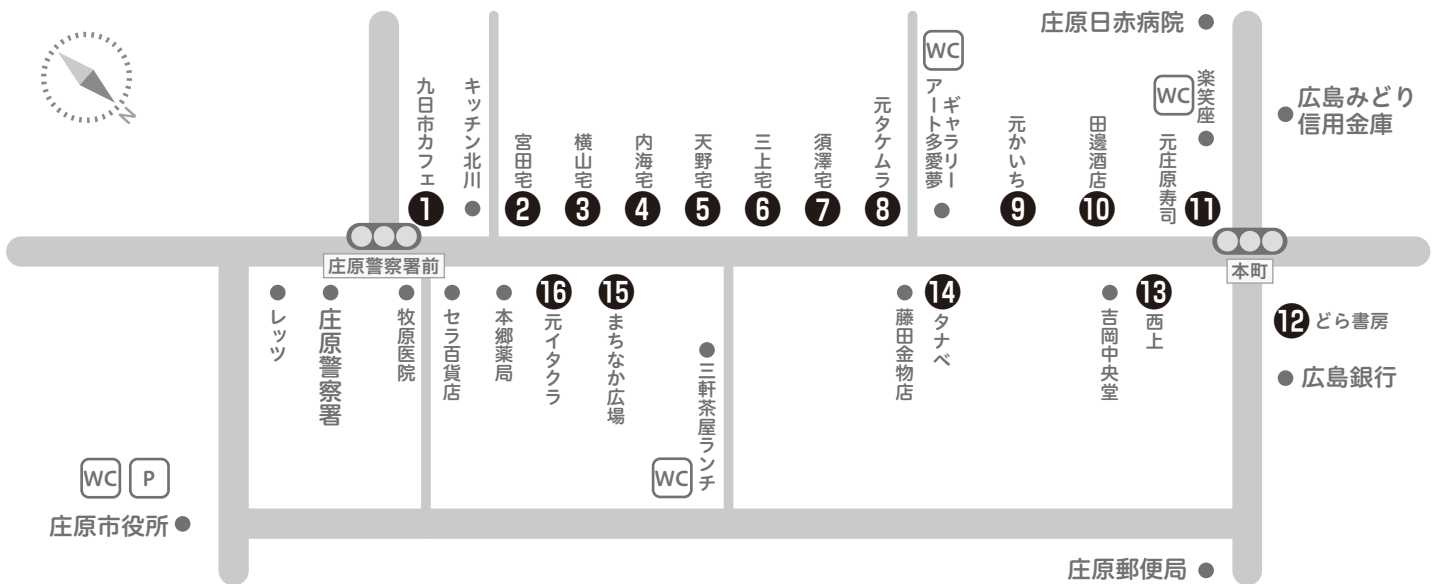 N
庄原日赤病院
九日市カフェ
キッチン北川
宮田宅
横山宅
内海宅
天野宅
三上宅
須澤宅
元タケムラ
WC
ギャラリー
アート多愛夢
元かいち
田邊酒店
元庄原寿司
WC
楽笑座
広島みどり
信用金庫
1
2
3
4
5
6
7
8
9
10
11
庄原警察署前
本町
レッツ
庄原警察署
牧原医院
セラ百貨店
本郷薬局
16
元イタクラ
15
まちなか広場
三軒茶屋ランチ
WC
藤田金物店
14
タナベ
吉岡中央堂
13
西上
12 どら書房
広島銀行
WC P
庄原市役所
庄原郵便局